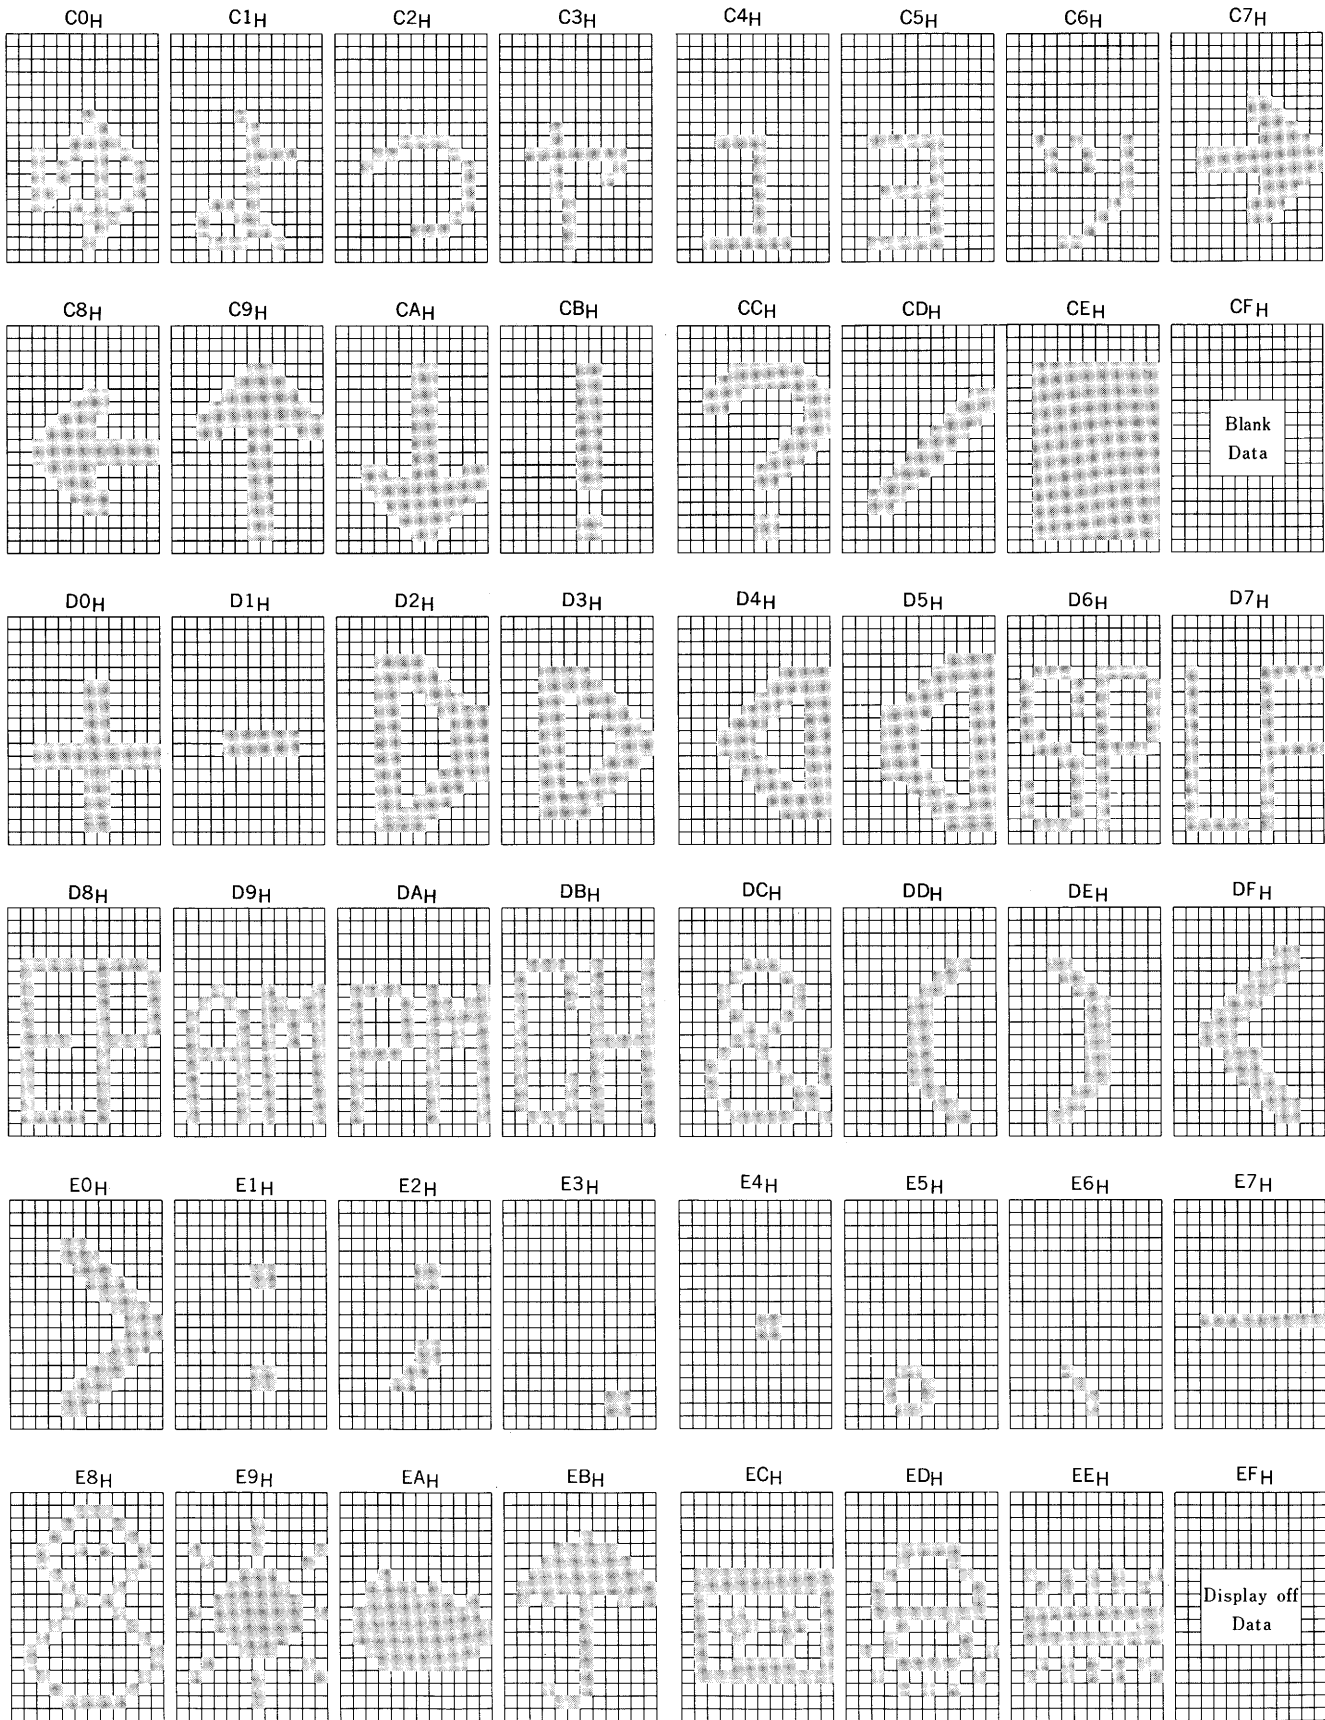 C0H C1H C2H C3H C4H C5H C6H C7H
C8H C9H CAH CBH CCH CDH CEH CFH
Blank
Data
D0H D1H D2H D3H D4H D5H D6H D7H
D8H D9H DAH DBH DCH DDH DEH DFH
E0H E1H E2H E3H E4H E5H E6H E7H
E8H E9H EAH EBH ECH EDH EEH EFH
Display off
Data